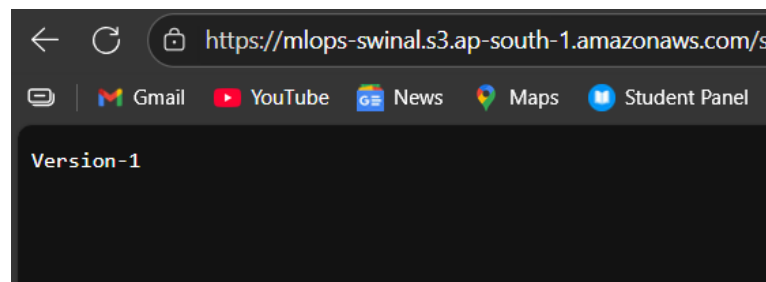 https://mlops-swinal.s3.ap-south-1.amazonaws.com/s
Gmail YouTube News Maps Student Panel
Version-1